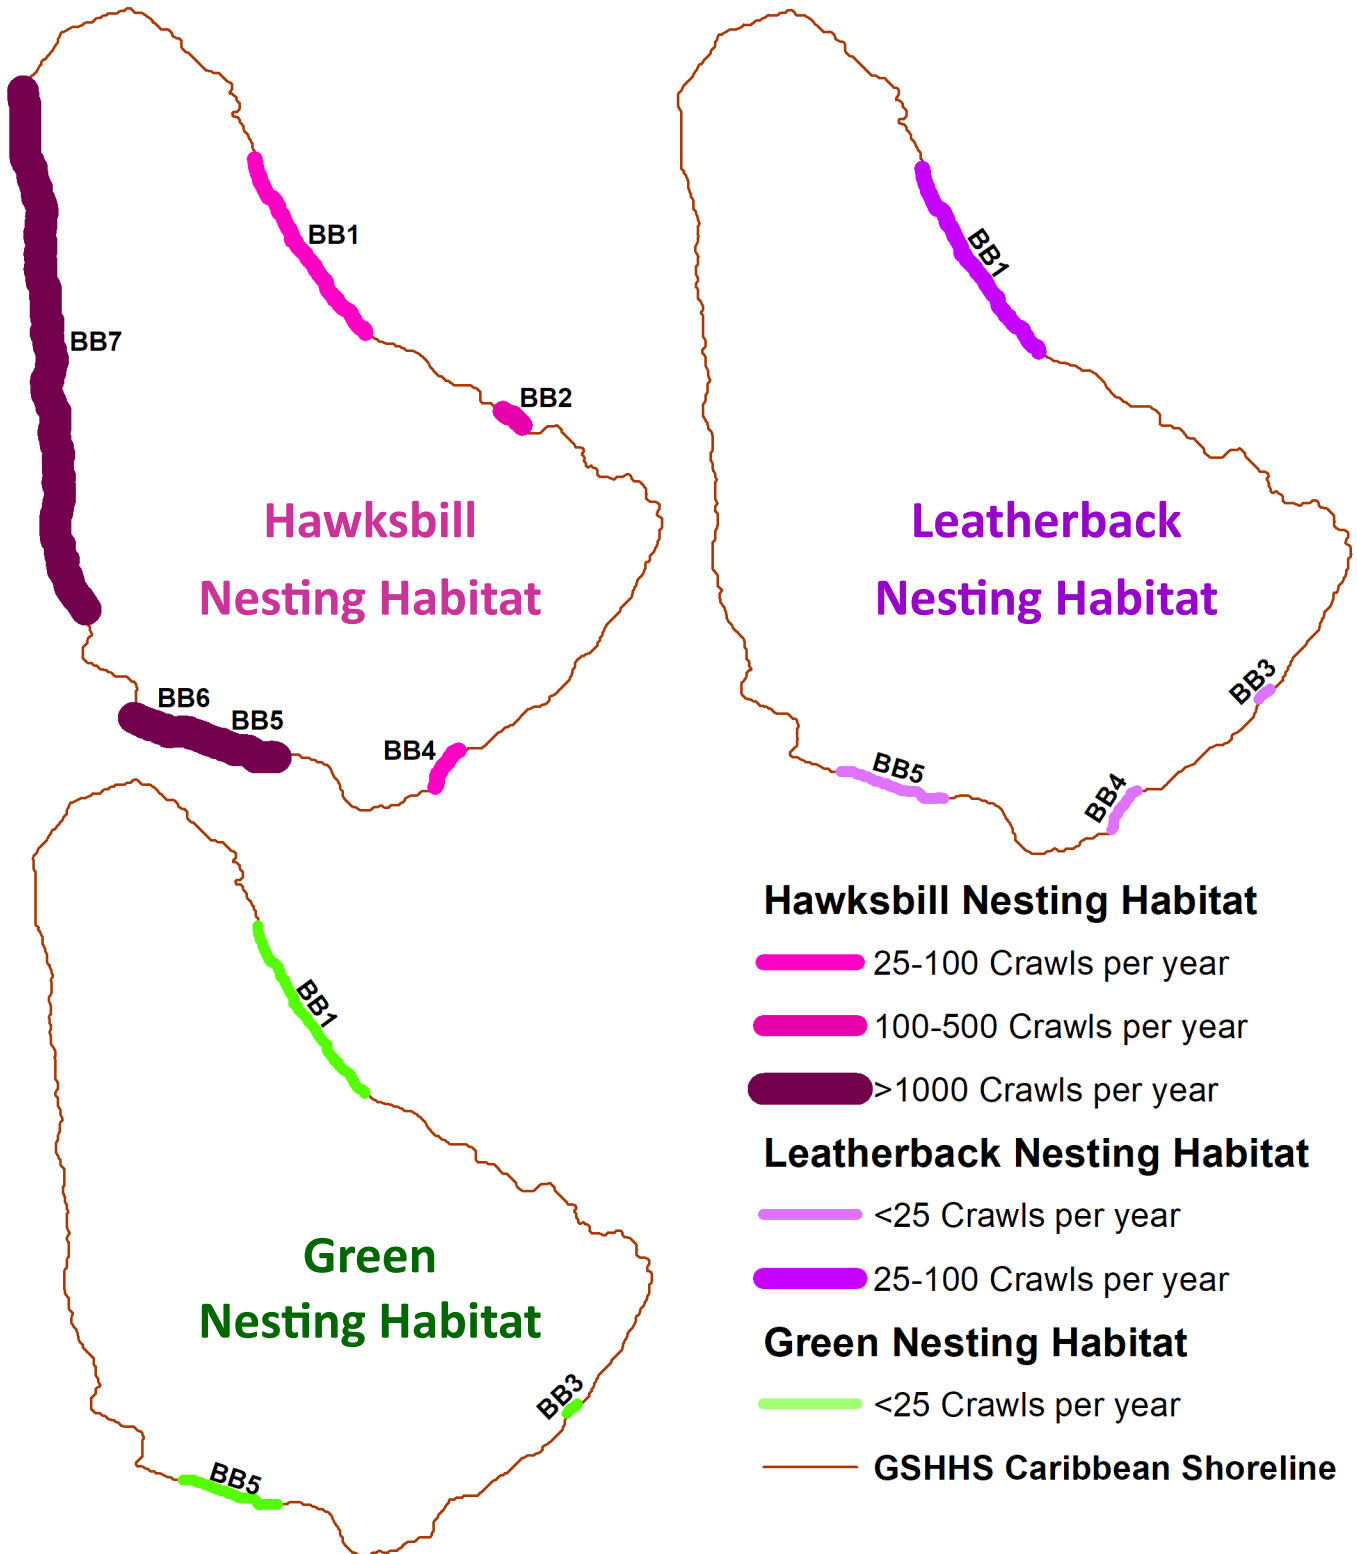 BB1
BB7
BB2
Hawksbill
Nesting Habitat
BB6
BB5
BB4
BB1
Leatherback
Nesting Habitat
BB3
BB5
BB4
BB1
Green
Nesting Habitat
BB3
BB5
Hawksbill Nesting Habitat
25-100 Crawls per year
100-500 Crawls per year
>1000 Crawls per year
Leatherback Nesting Habitat
<25 Crawls per year
25-100 Crawls per year
Green Nesting Habitat
<25 Crawls per year
GSHHS Caribbean Shoreline